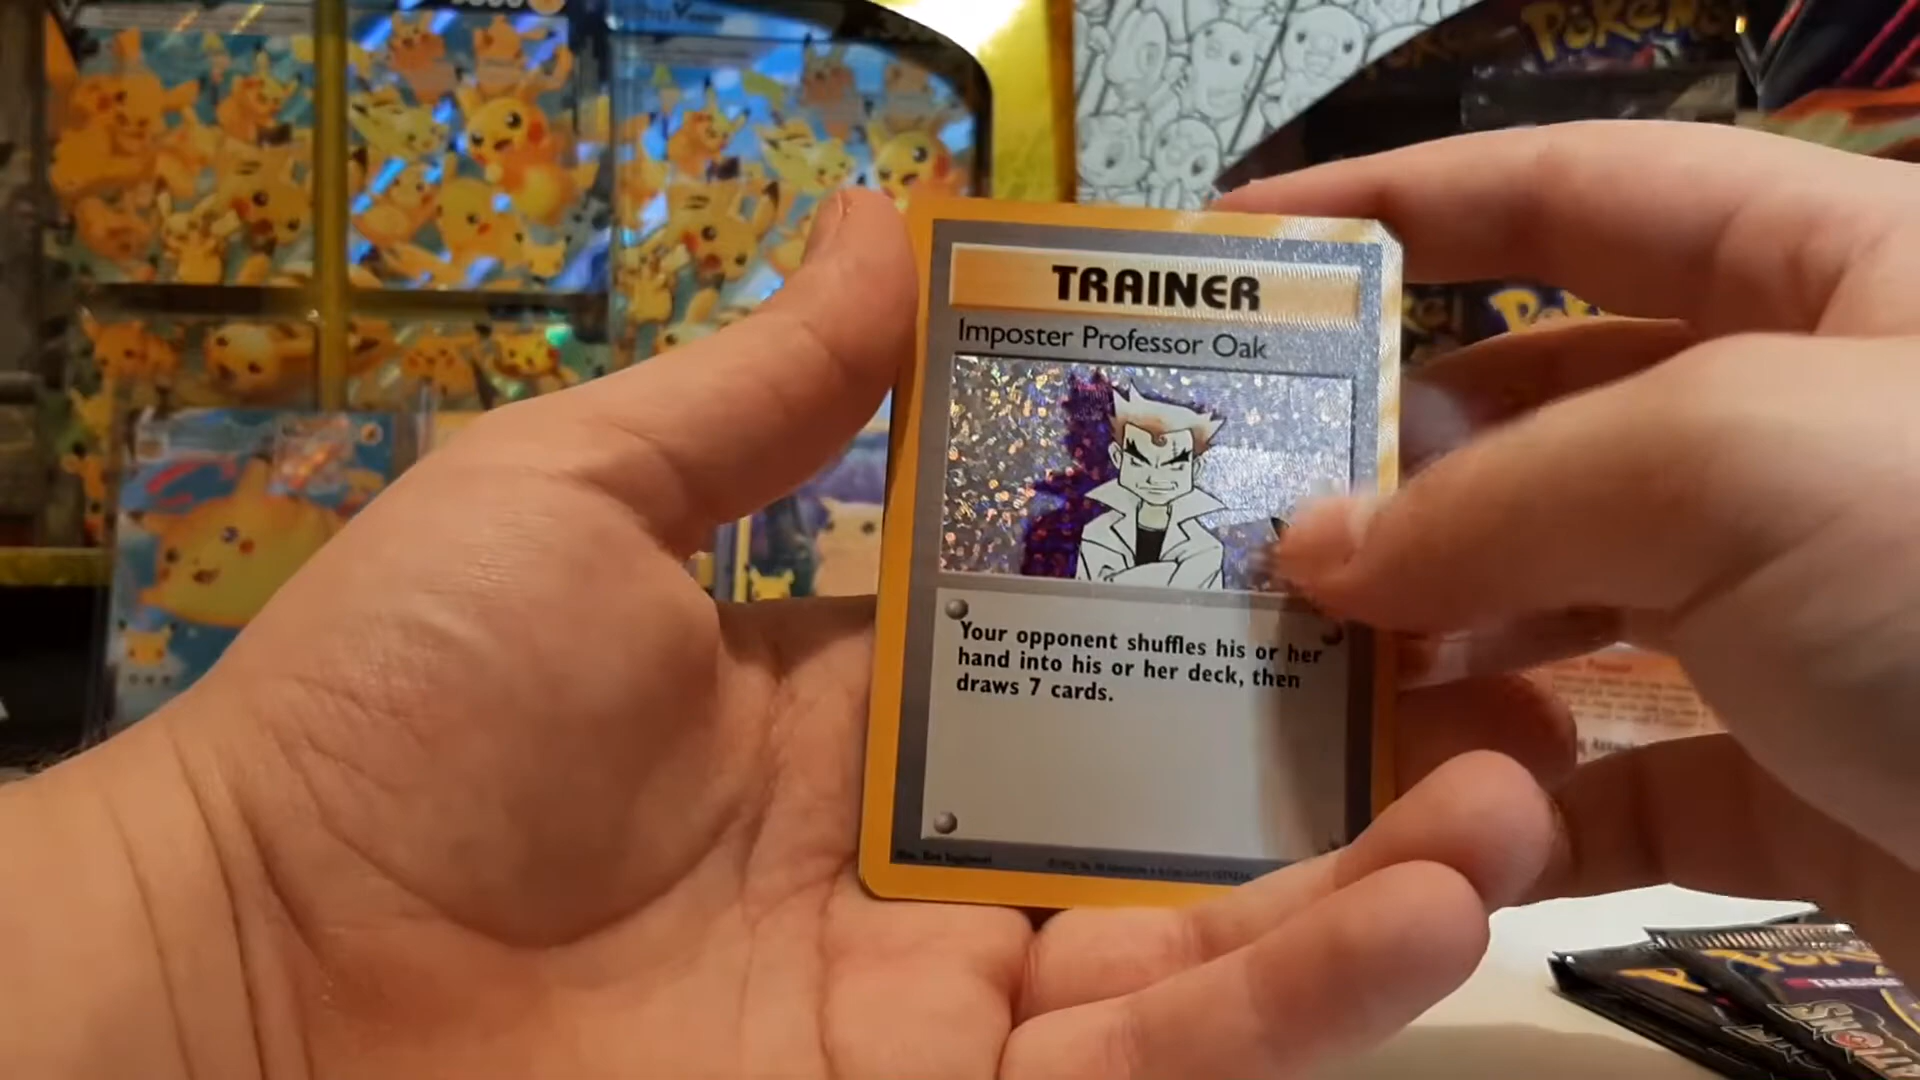 POKéMON
TRAINER
Imposter Professor Oak
Your opponent shuffles his or her
hand into his or her deck, then
draws 7 cards.